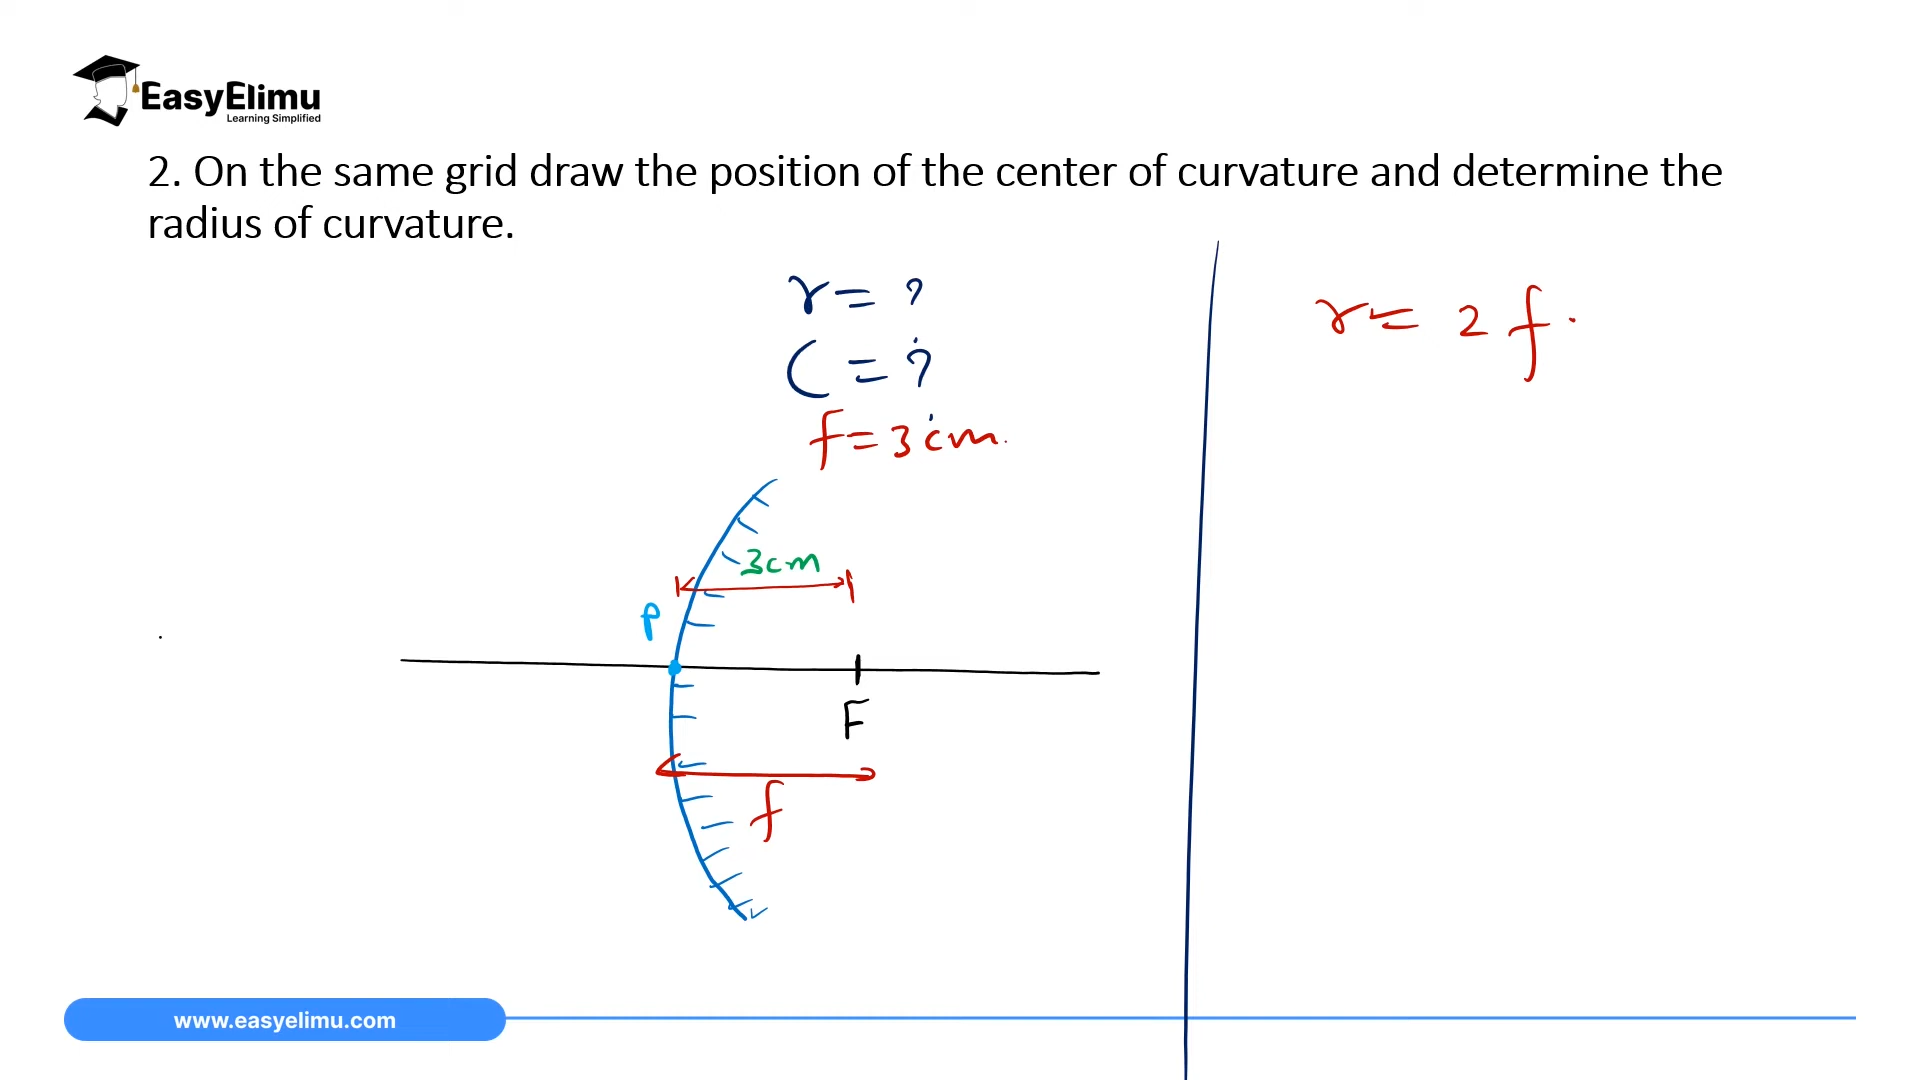 EasyElimu
Learning Simplified
2. On the same grid draw the position of the center of curvature and determine the
radius of curvature.
r = ?
C = ?
f = 3cm.
r = 2f.
3cm
P
F
f
www.easyelimu.com